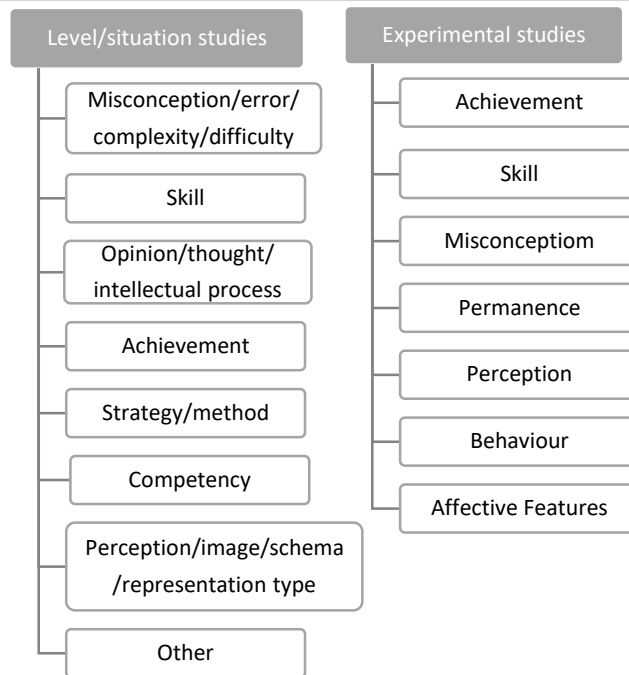 Level/situation studies
Misconception/error/
complexity/difficulty
Skill
Opinion/thought/
intellectual process
Achievement
Strategy/method
Competency
Perception/image/schema
/representation type
Other
Experimental studies
Achievement
Skill
Misconceptiom
Permanence
Perception
Behaviour
Affective Features